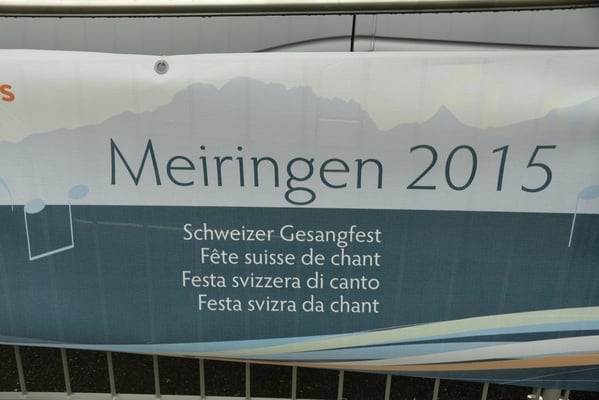 s
Meiringen 2015
Schweizer Gesangfest
Fête suisse de chant
Festa svizzera di canto
Festa svizra da chant